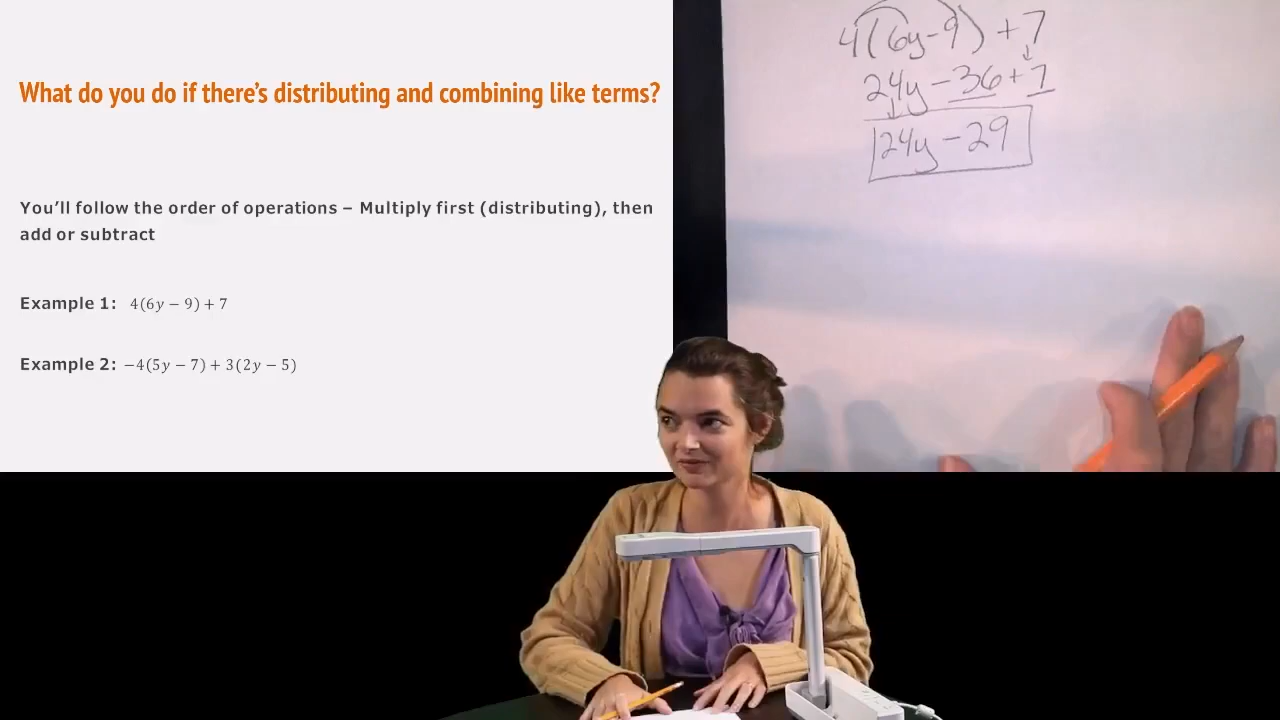 What do you do if there's distributing and combining like terms?
You'll follow the order of operations – Multiply first (distributing), then
add or subtract
Example 1: 4(6y − 9) + 7
Example 2: −4(5y − 7) + 3(2y − 5)
4(6y-9) + 7
24y - 36 + 7
24y - 29